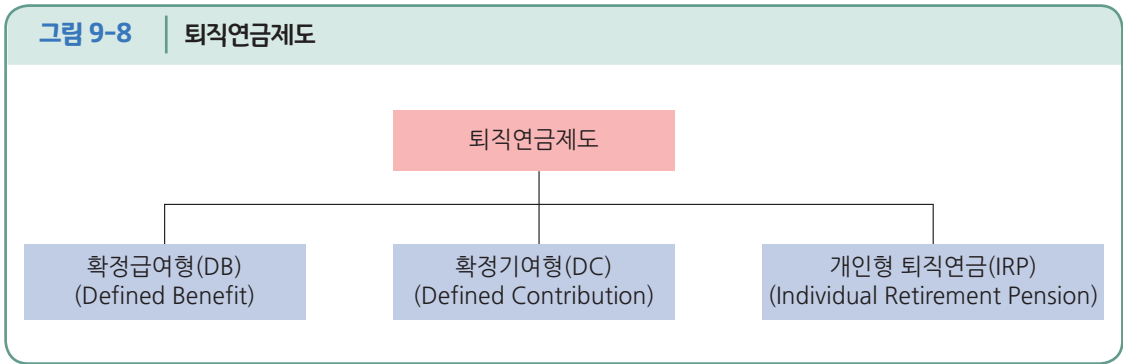 그림 9-8 퇴직연금제도
퇴직연금제도
확정급여형(DB)
(Defined Benefit)
확정기여형(DC)
(Defined Contribution)
개인형 퇴직연금(IRP)
(Individual Retirement Pension)